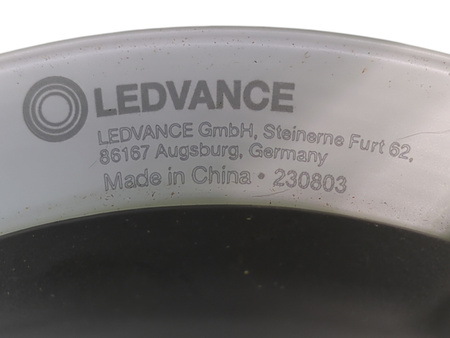 LEDVANCE
LEDVANCE GmbH, Steinerne Furt 62,
86167 Augsburg, Germany
Made in China • 230803